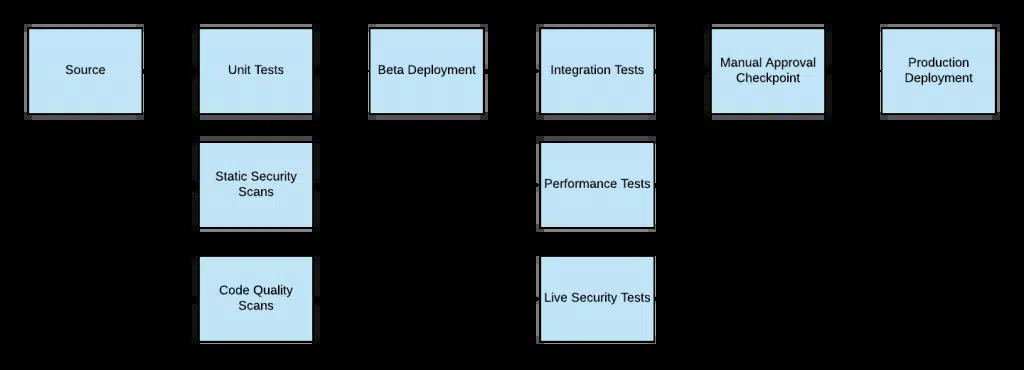 Source
Unit Tests
Beta Deployment
Integration Tests
Manual Approval
Checkpoint
Production
Deployment
Static Security
Scans
Performance Tests
Code Quality
Scans
Live Security Tests